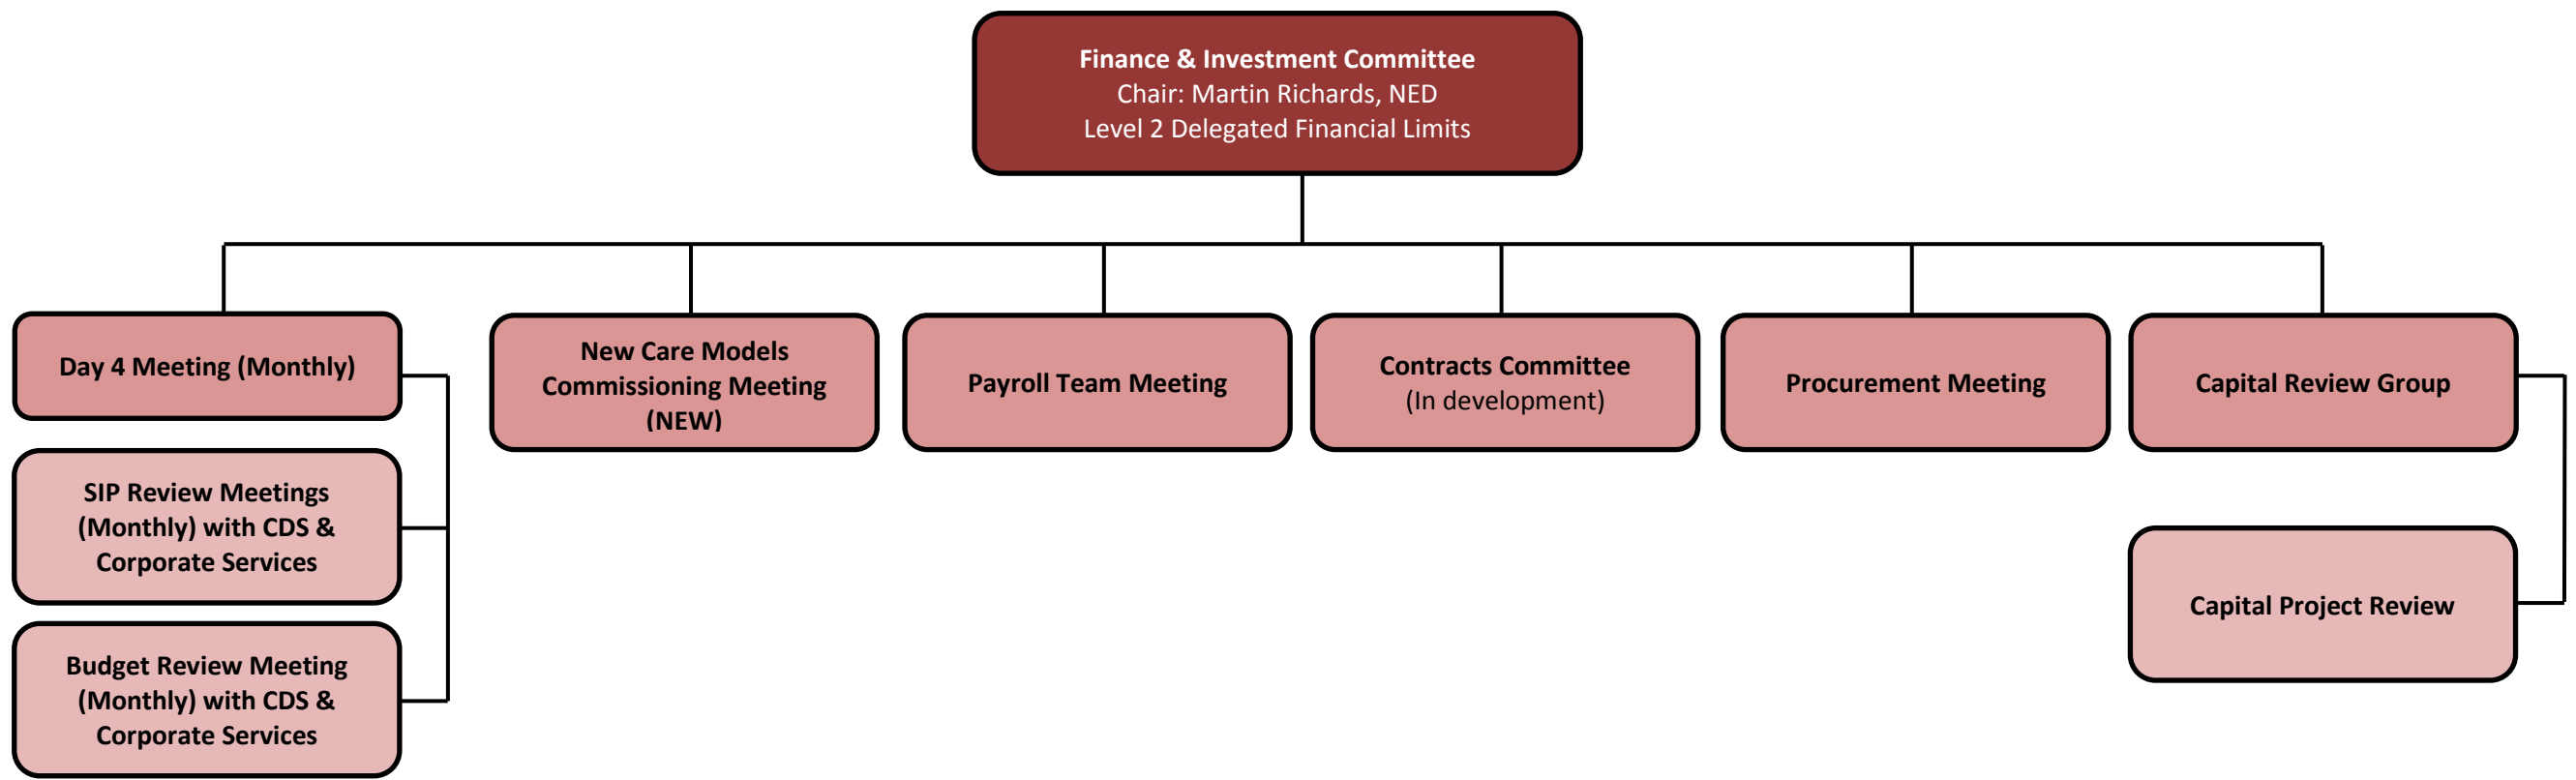 Finance & Investment Committee
Chair: Martin Richards, NED
Level 2 Delegated Financial Limits
Day 4 Meeting (Monthly)
New Care Models
Commissioning Meeting
(NEW)
Payroll Team Meeting
Contracts Committee
(In development)
Procurement Meeting
Capital Review Group
SIP Review Meetings
(Monthly) with CDS &
Corporate Services
Capital Project Review
Budget Review Meeting
(Monthly) with CDS &
Corporate Services